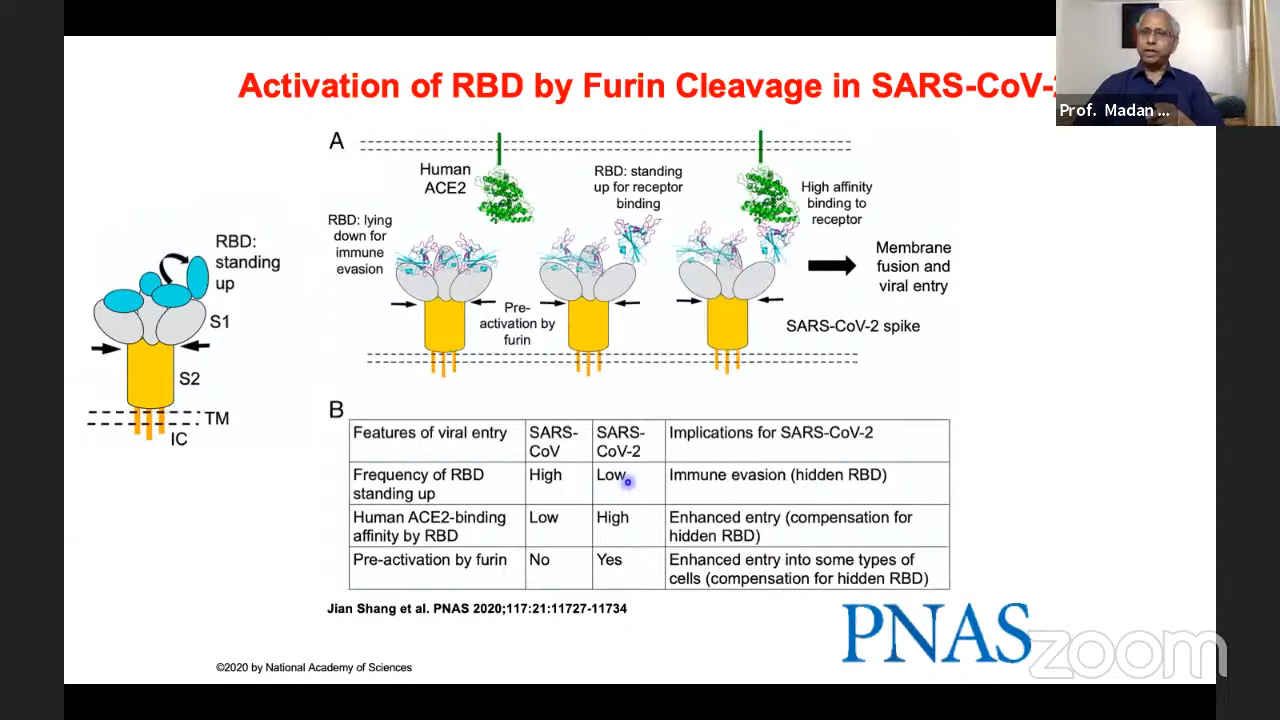 Activation of RBD by Furin Cleavage in SARS-CoV-2
Prof. Madan ...
RBD:
standing
up
S1
S2
TM
IC
A
Human
ACE2
RBD: lying
down for
immune
evasion
Pre-
activation by
furin
RBD: standing
up for receptor
binding
High affinity
binding to
receptor
Membrane
fusion and
viral entry
SARS-CoV-2 spike
B
Features of viral entry
SARS-
CoV
SARS-
CoV-2
Implications for SARS-CoV-2
Frequency of RBD
standing up
High
Low
Immune evasion (hidden RBD)
Human ACE2-binding
affinity by RBD
Low
High
Enhanced entry (compensation for
hidden RBD)
Pre-activation by furin
No
Yes
Enhanced entry into some types of
cells (compensation for hidden RBD)
Jian Shang et al. PNAS 2020;117:21:11727-11734
PNAS
zoom
©2020 by National Academy of Sciences